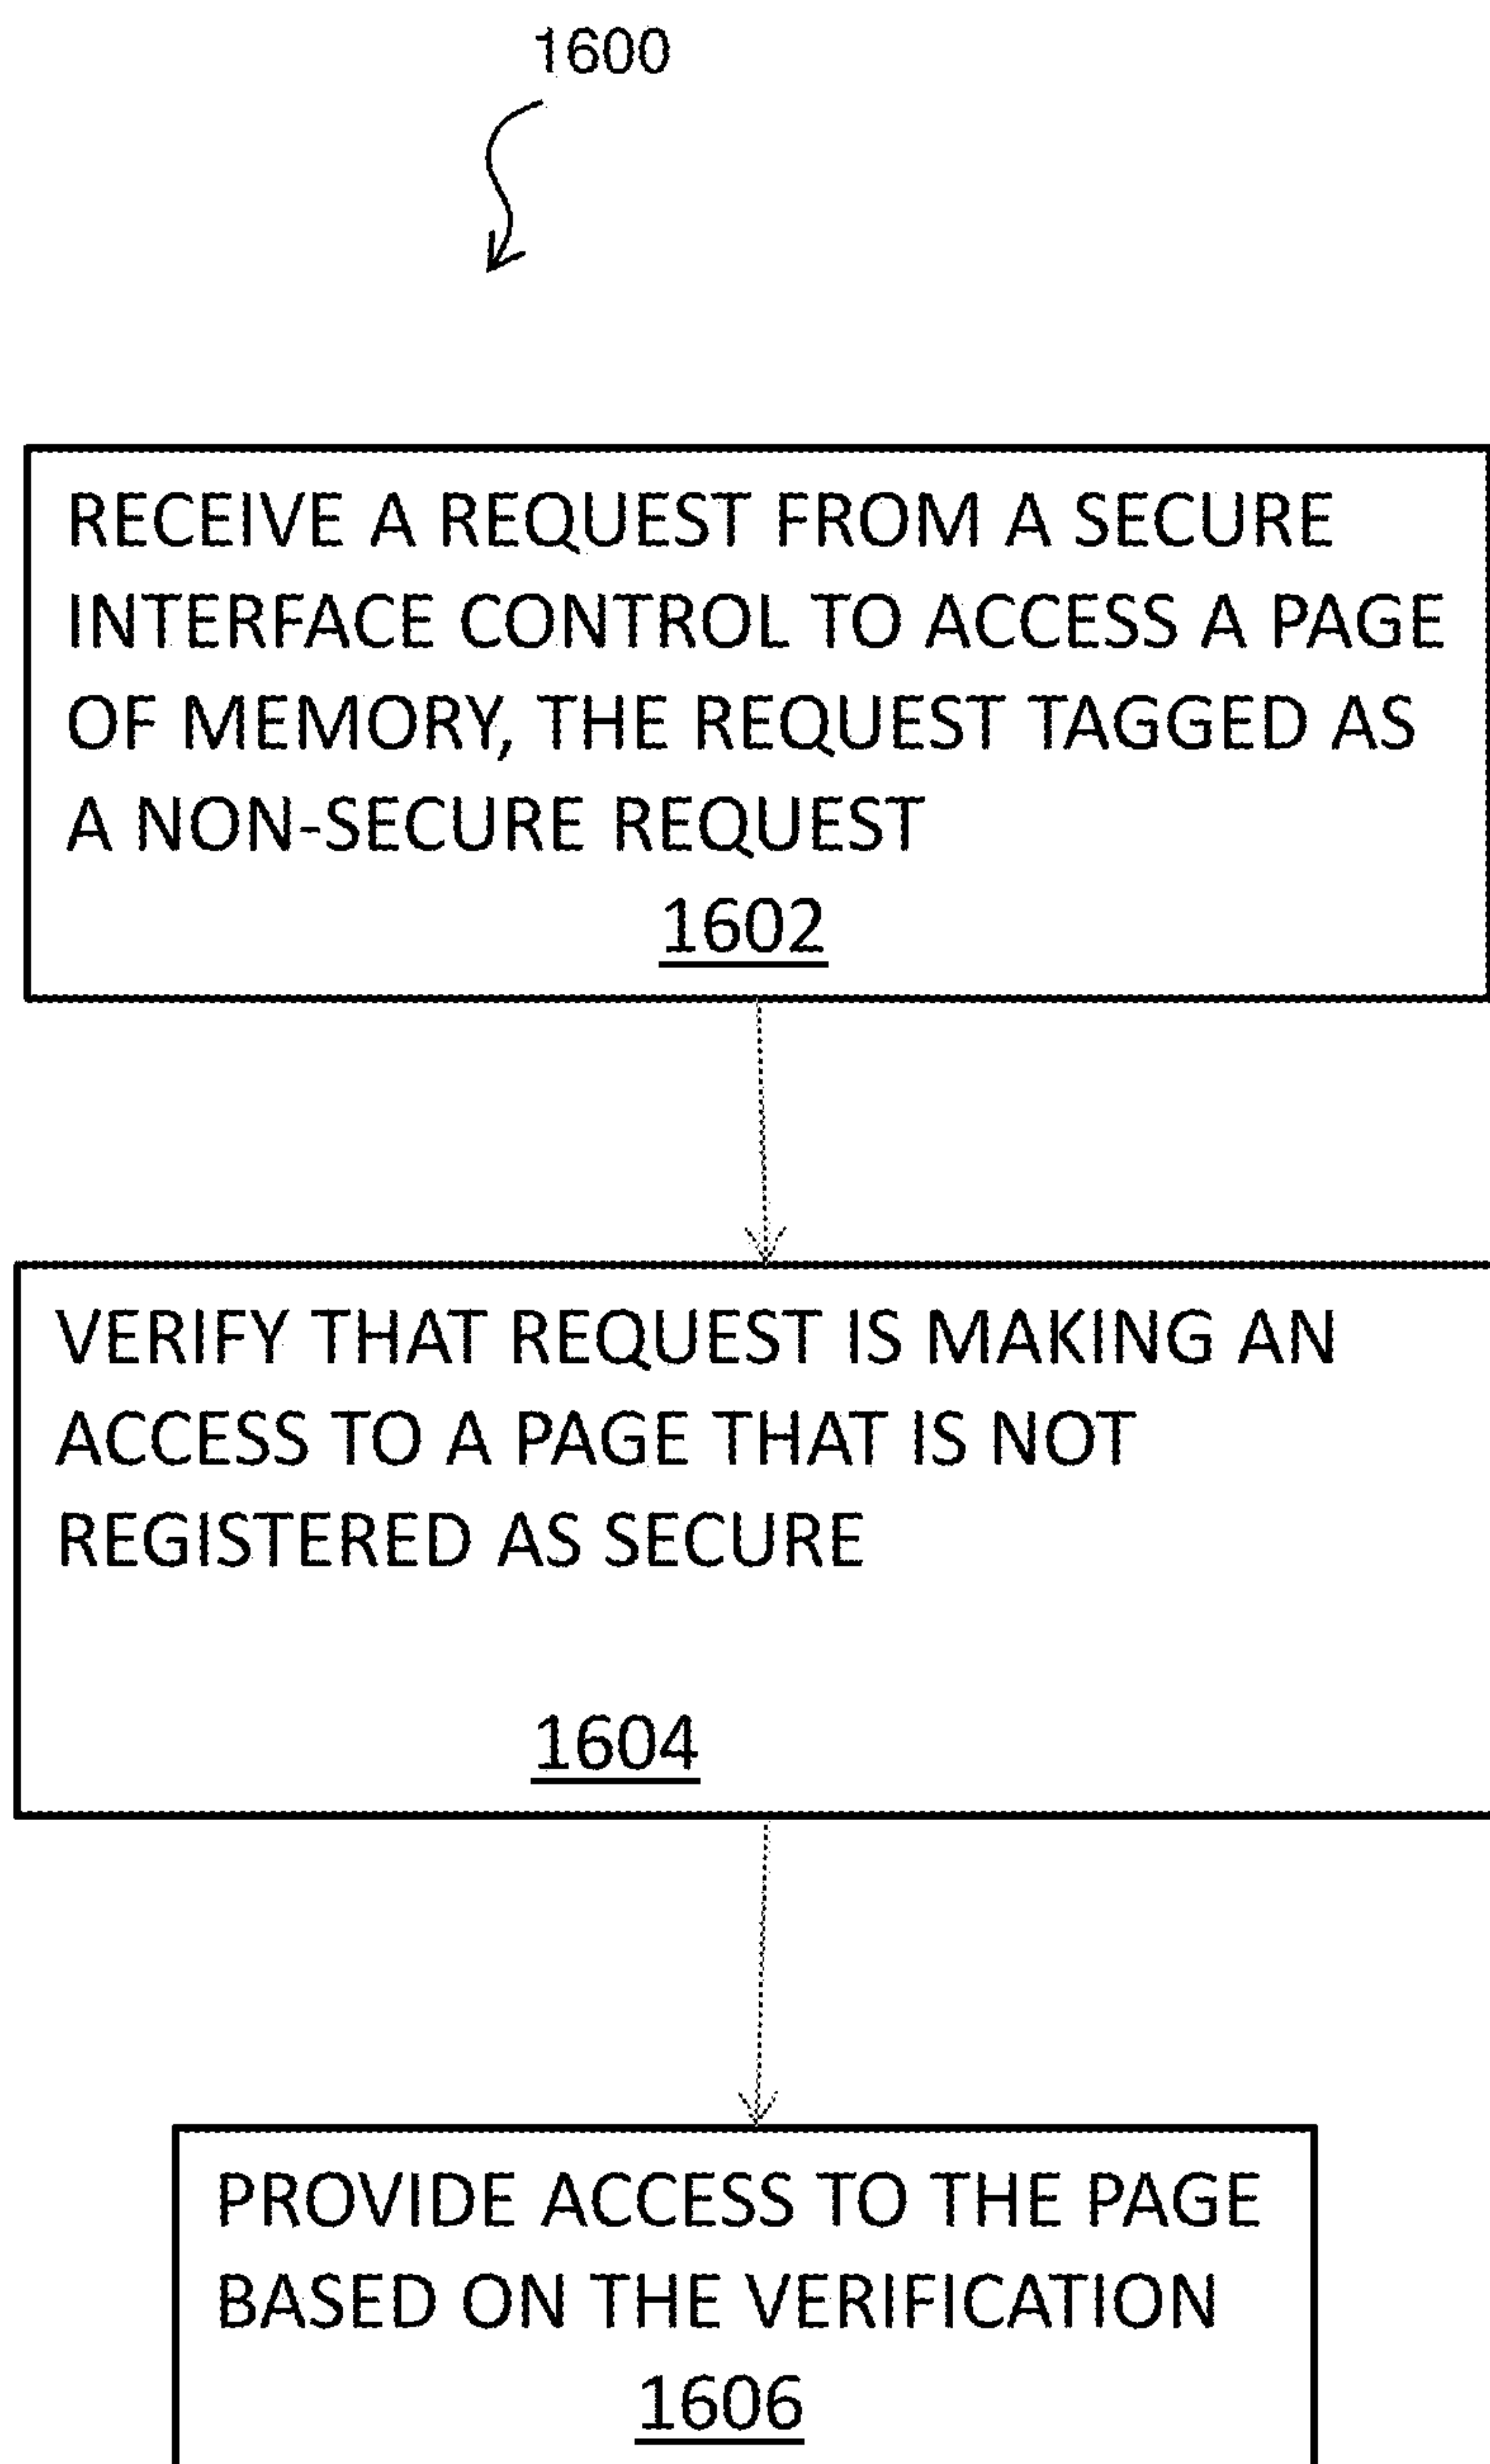 1600
RECEIVE A REQUEST FROM A SECURE
INTERFACE CONTROL TO ACCESS A PAGE
OF MEMORY, THE REQUEST TAGGED AS
A NON-SECURE REQUEST
1602
VERIFY THAT REQUEST IS MAKING AN
ACCESS TO A PAGE THAT IS NOT
REGISTERED AS SECURE
1604
PROVIDE ACCESS TO THE PAGE
BASED ON THE VERIFICATION
1606